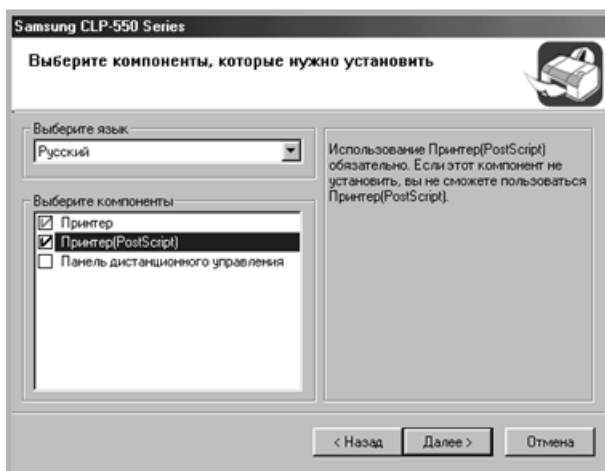 Samsung CLP-550 Series
Выберите компоненты, которые нужно установить
Выберите язык
Русский
Выберите компоненты
Принтер
Принтер(PostScript)
Панель дистанционного управления
Использование Принтер(PostScript)
обязательно. Если этот компонент не
установить, вы не сможете пользоваться
Принтер(PostScript).
< Назад
Далее >
Отмена